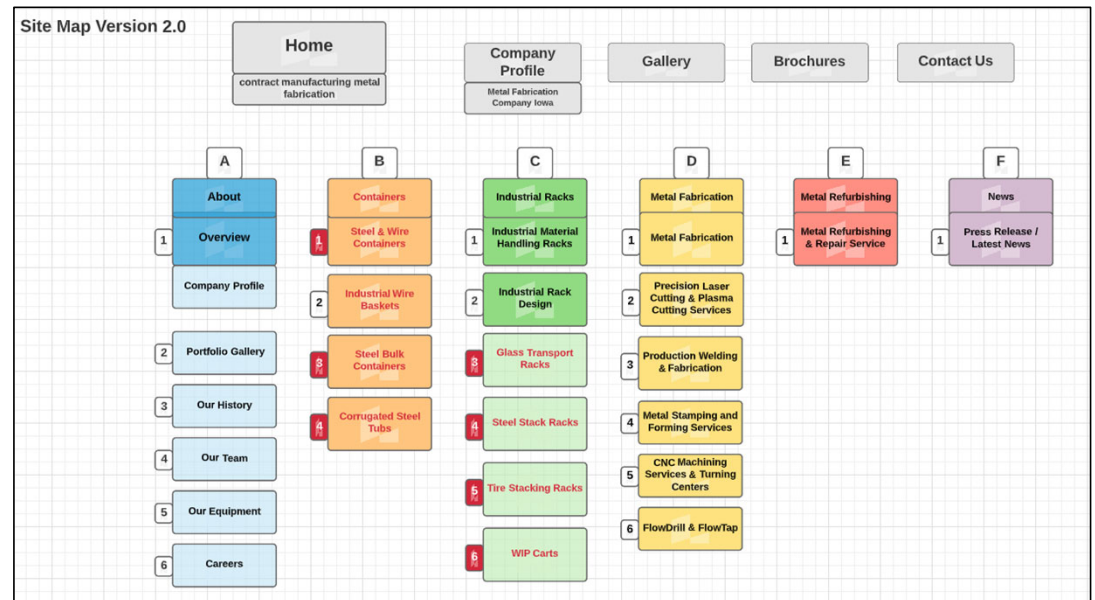 Site Map Version 2.0
Home
contract manufacturing metal
fabrication
Company
Profile
Metal Fabrication
Company Iowa
Gallery
Brochures
Contact Us
A
About
1
Overview
Company Profile
2
Portfolio Gallery
3
Our History
4
Our Team
5
Our Equipment
6
Careers
B
Containers
1
Steel & Wire
Containers
2
Industrial Wire
Baskets
3
Steel Bulk
Containers
4
Corrugated Steel
Tubs
C
Industrial Racks
1
Industrial Material
Handling Racks
2
Industrial Rack
Design
3
Glass Transport
Racks
4
Steel Stack Racks
5
Tire Stacking Racks
6
WIP Carts
D
Metal Fabrication
1
Metal Fabrication
2
Precision Laser
Cutting & Plasma
Cutting Services
3
Production Welding
& Fabrication
4
Metal Stamping and
Forming Services
5
CNC Machining
Services & Turning
Centers
6
FlowDrill & FlowTap
E
Metal Refurbishing
1
Metal Refurbishing
& Repair Service
F
News
1
Press Release /
Latest News